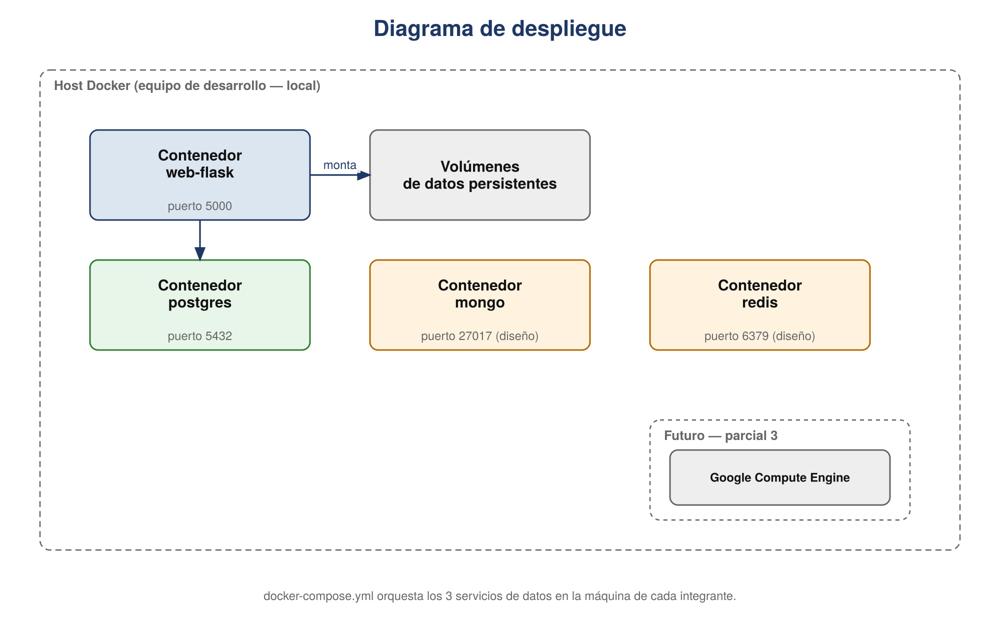 Diagrama de despliegue
Host Docker (equipo de desarrollo — local)
Contenedor
web-flask
puerto 5000
monta
Volúmenes
de datos persistentes
Contenedor
postgres
puerto 5432
Contenedor
mongo
puerto 27017 (diseño)
Contenedor
redis
puerto 6379 (diseño)
Futuro — parcial 3
Google Compute Engine
docker-compose.yml orquesta los 3 servicios de datos en la máquina de cada integrante.